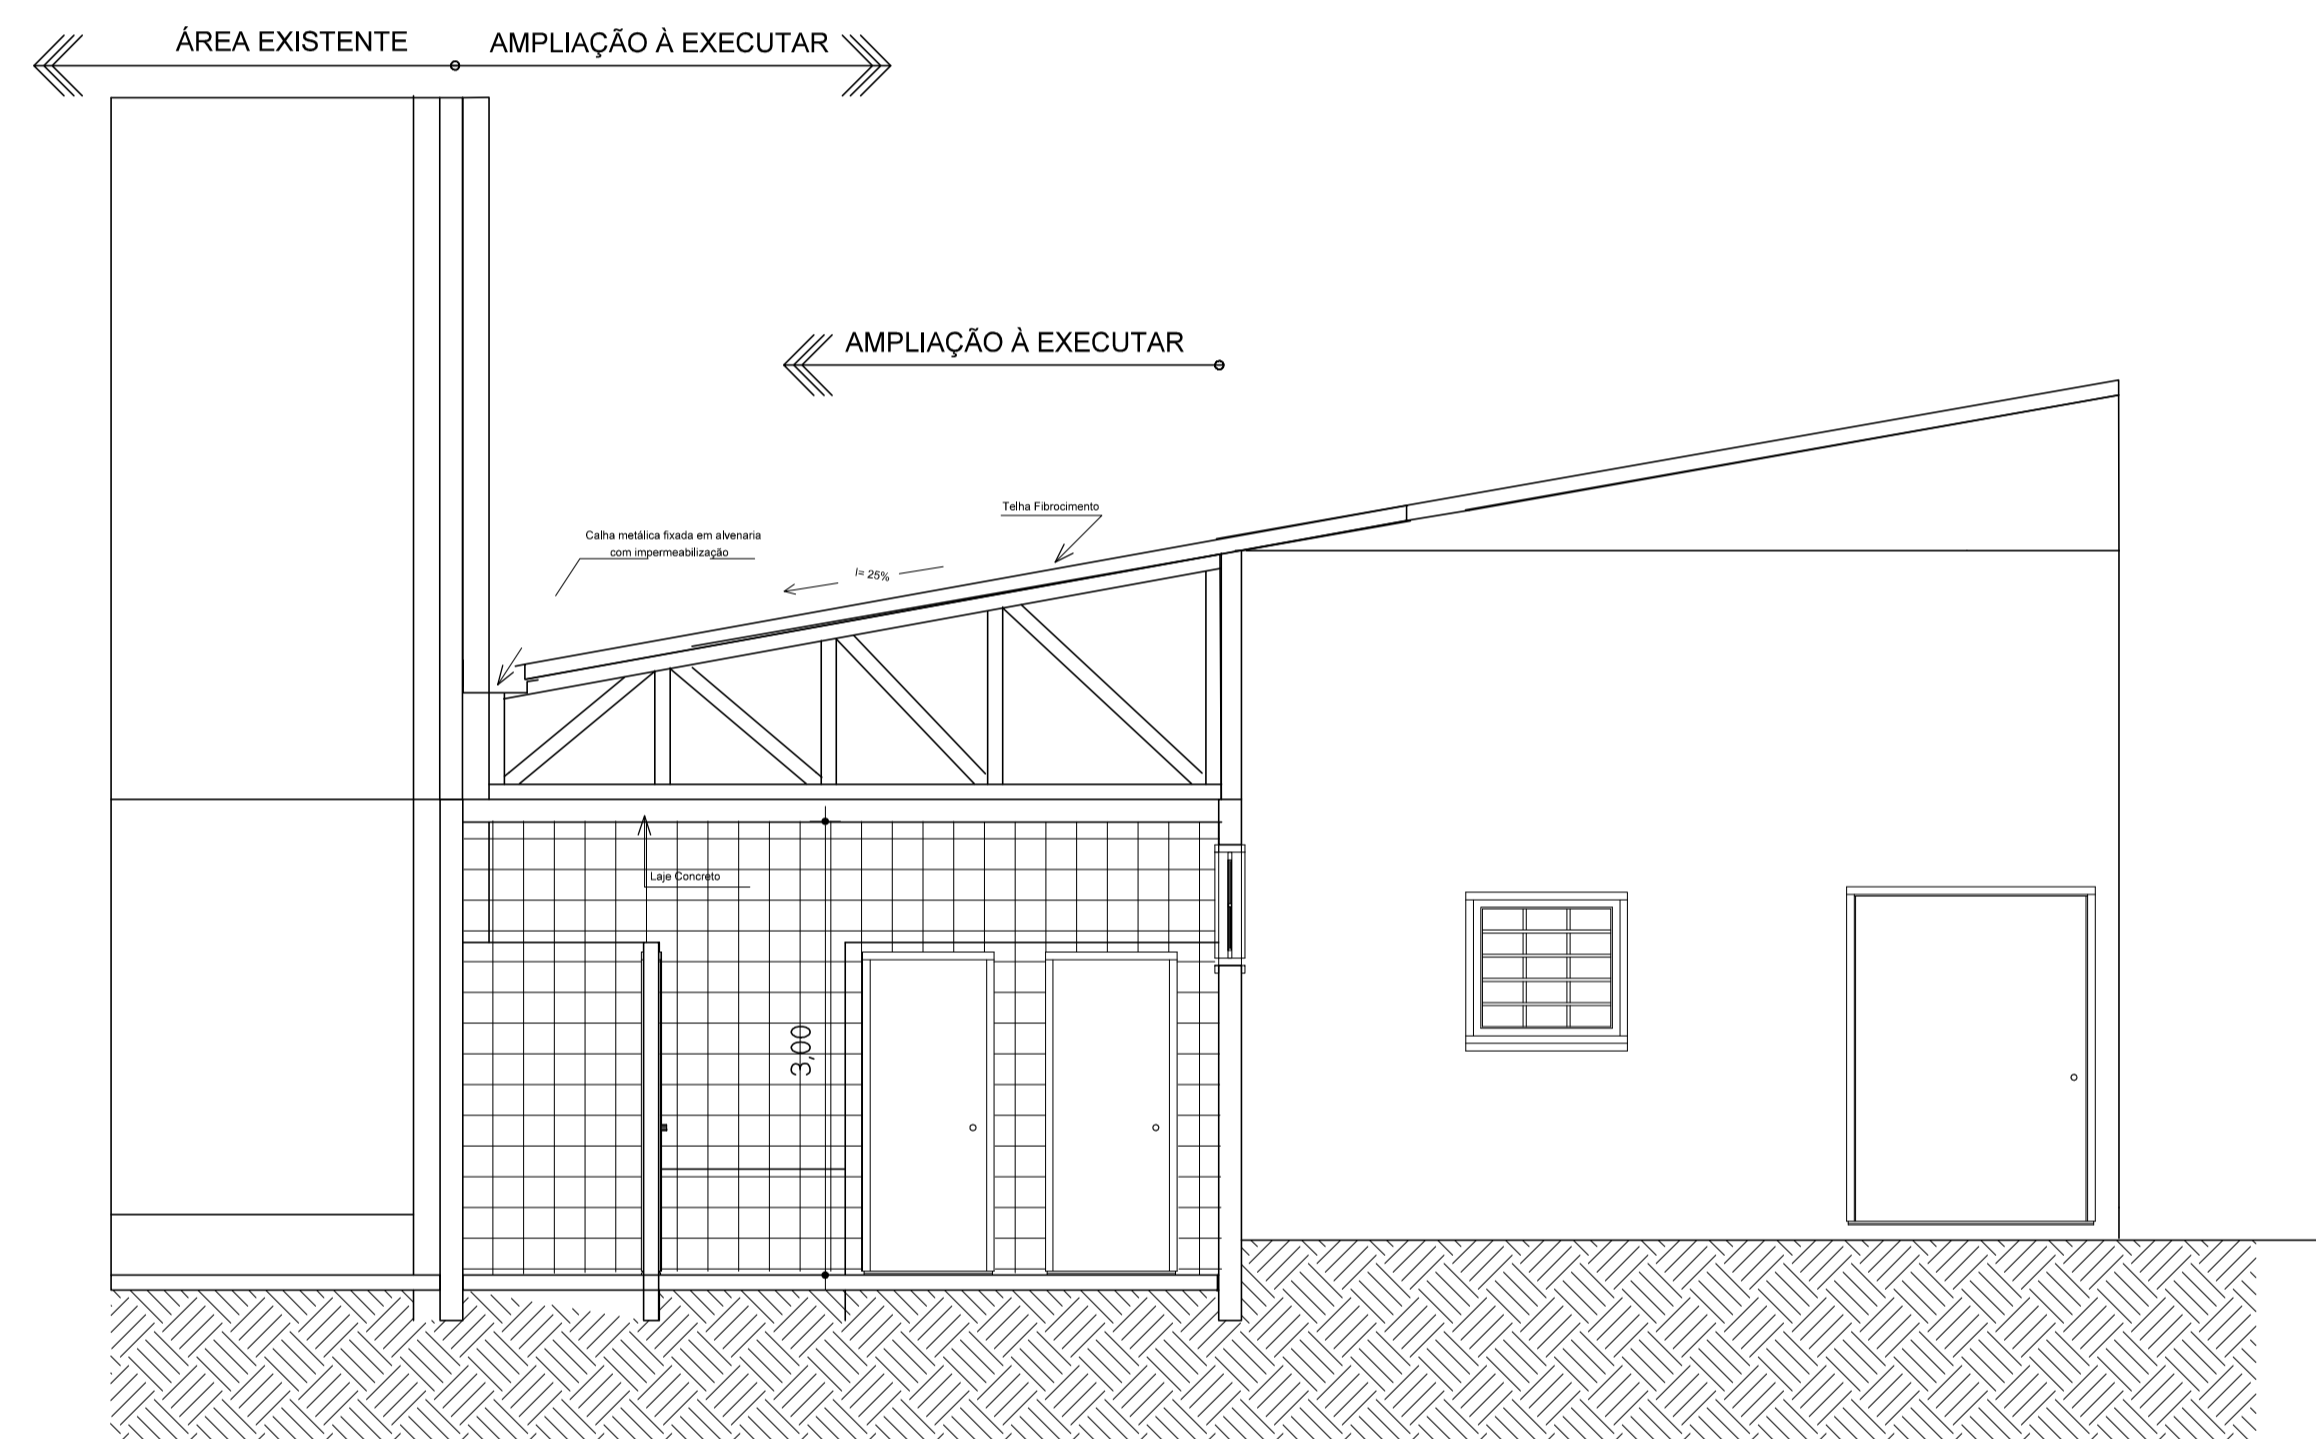 ÁREA EXISTENTE
AMPLIAÇÃO À EXECUTAR
AMPLIAÇÃO À EXECUTAR
Telha Fibrocimento
Calha metálica fixada em alvenaria
com impermeabilização
I= 25%
Laje Concreto
3,00